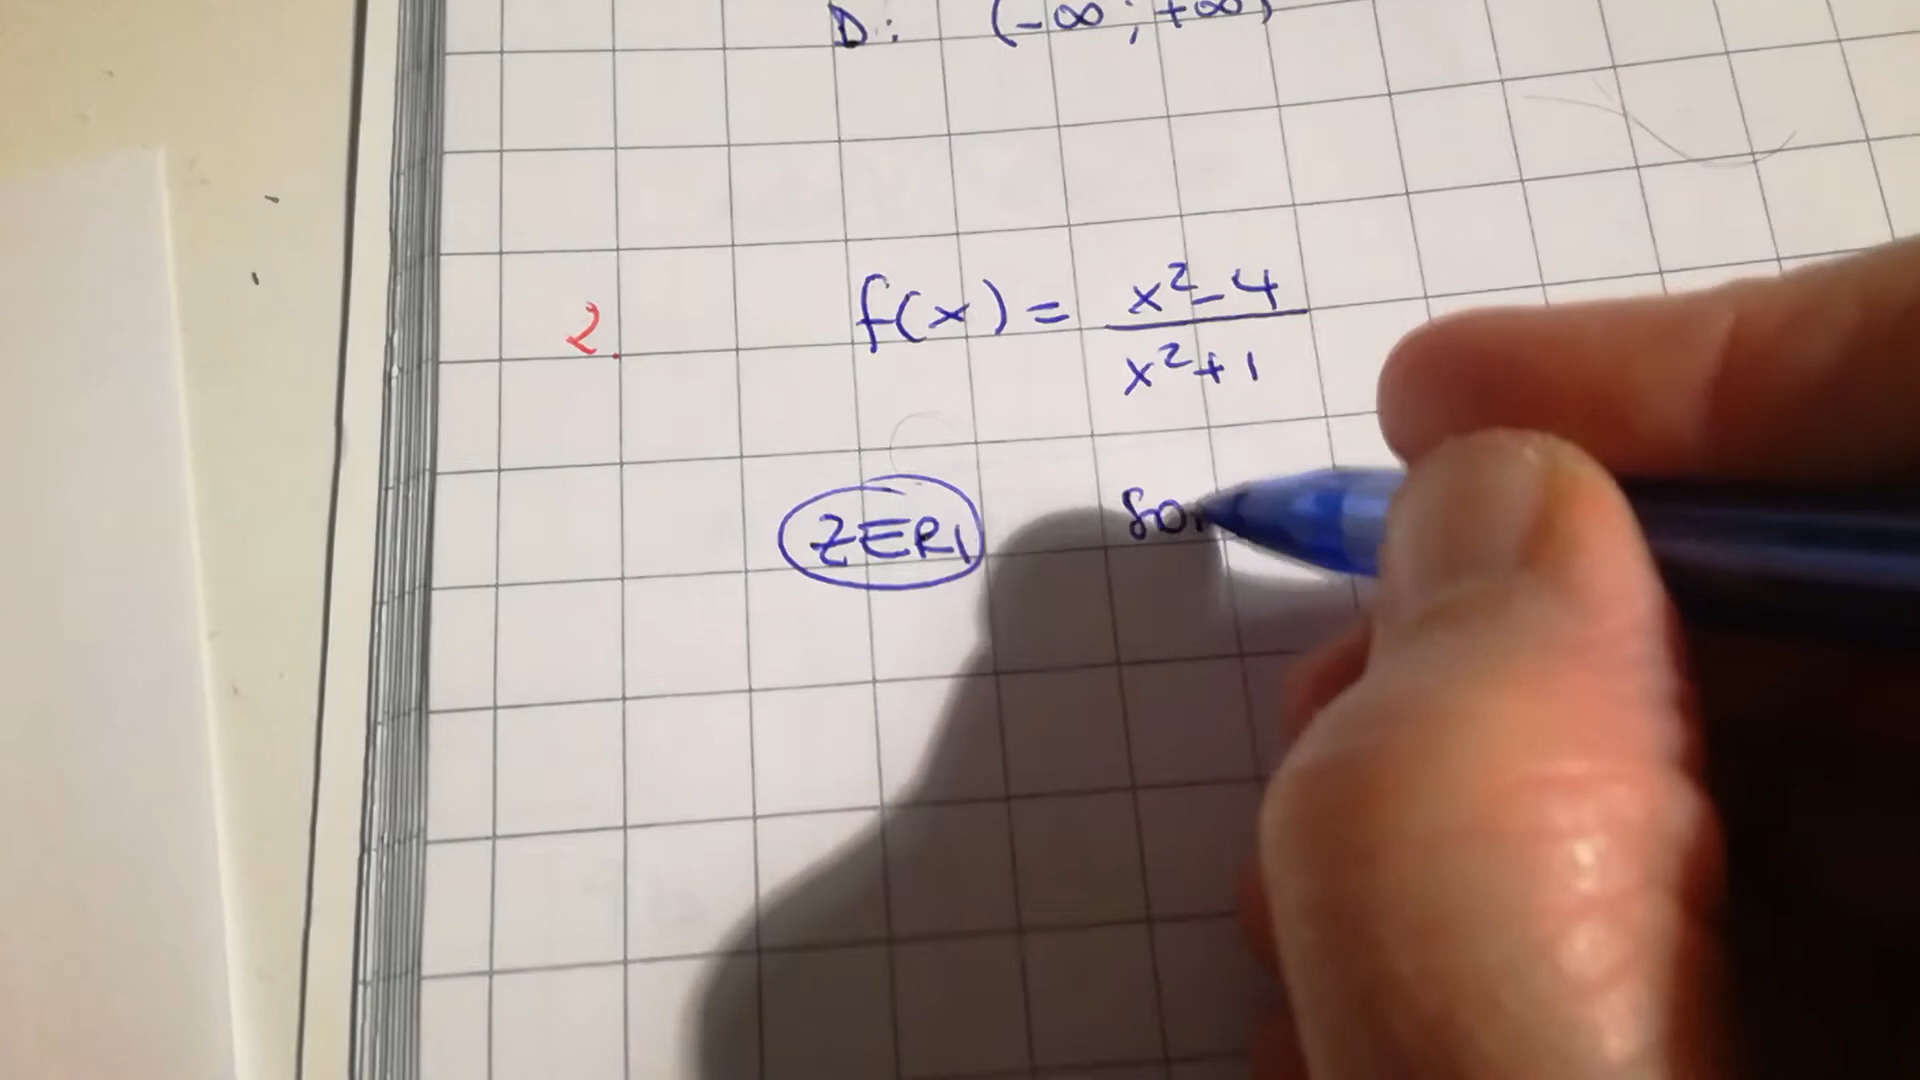 D: (-∞ ; +∞)
2. f(x) = x²-4 / x²+1
ZERI